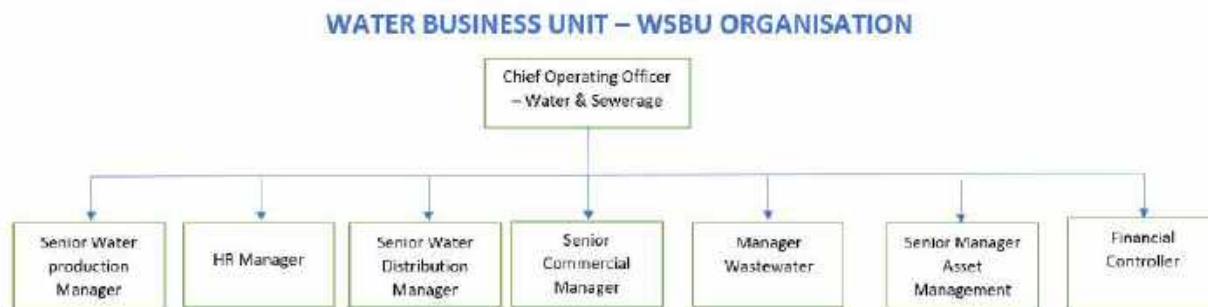 WATER BUSINESS UNIT – WSBU ORGANISATION
Chief Operating Officer
– Water & Sewerage
Senior Water
production
Manager
HR Manager
Senior Water
Distribution
Manager
Senior
Commercial
Manager
Manager
Wastewater
Senior Manager
Asset
Management
Financial
Controller